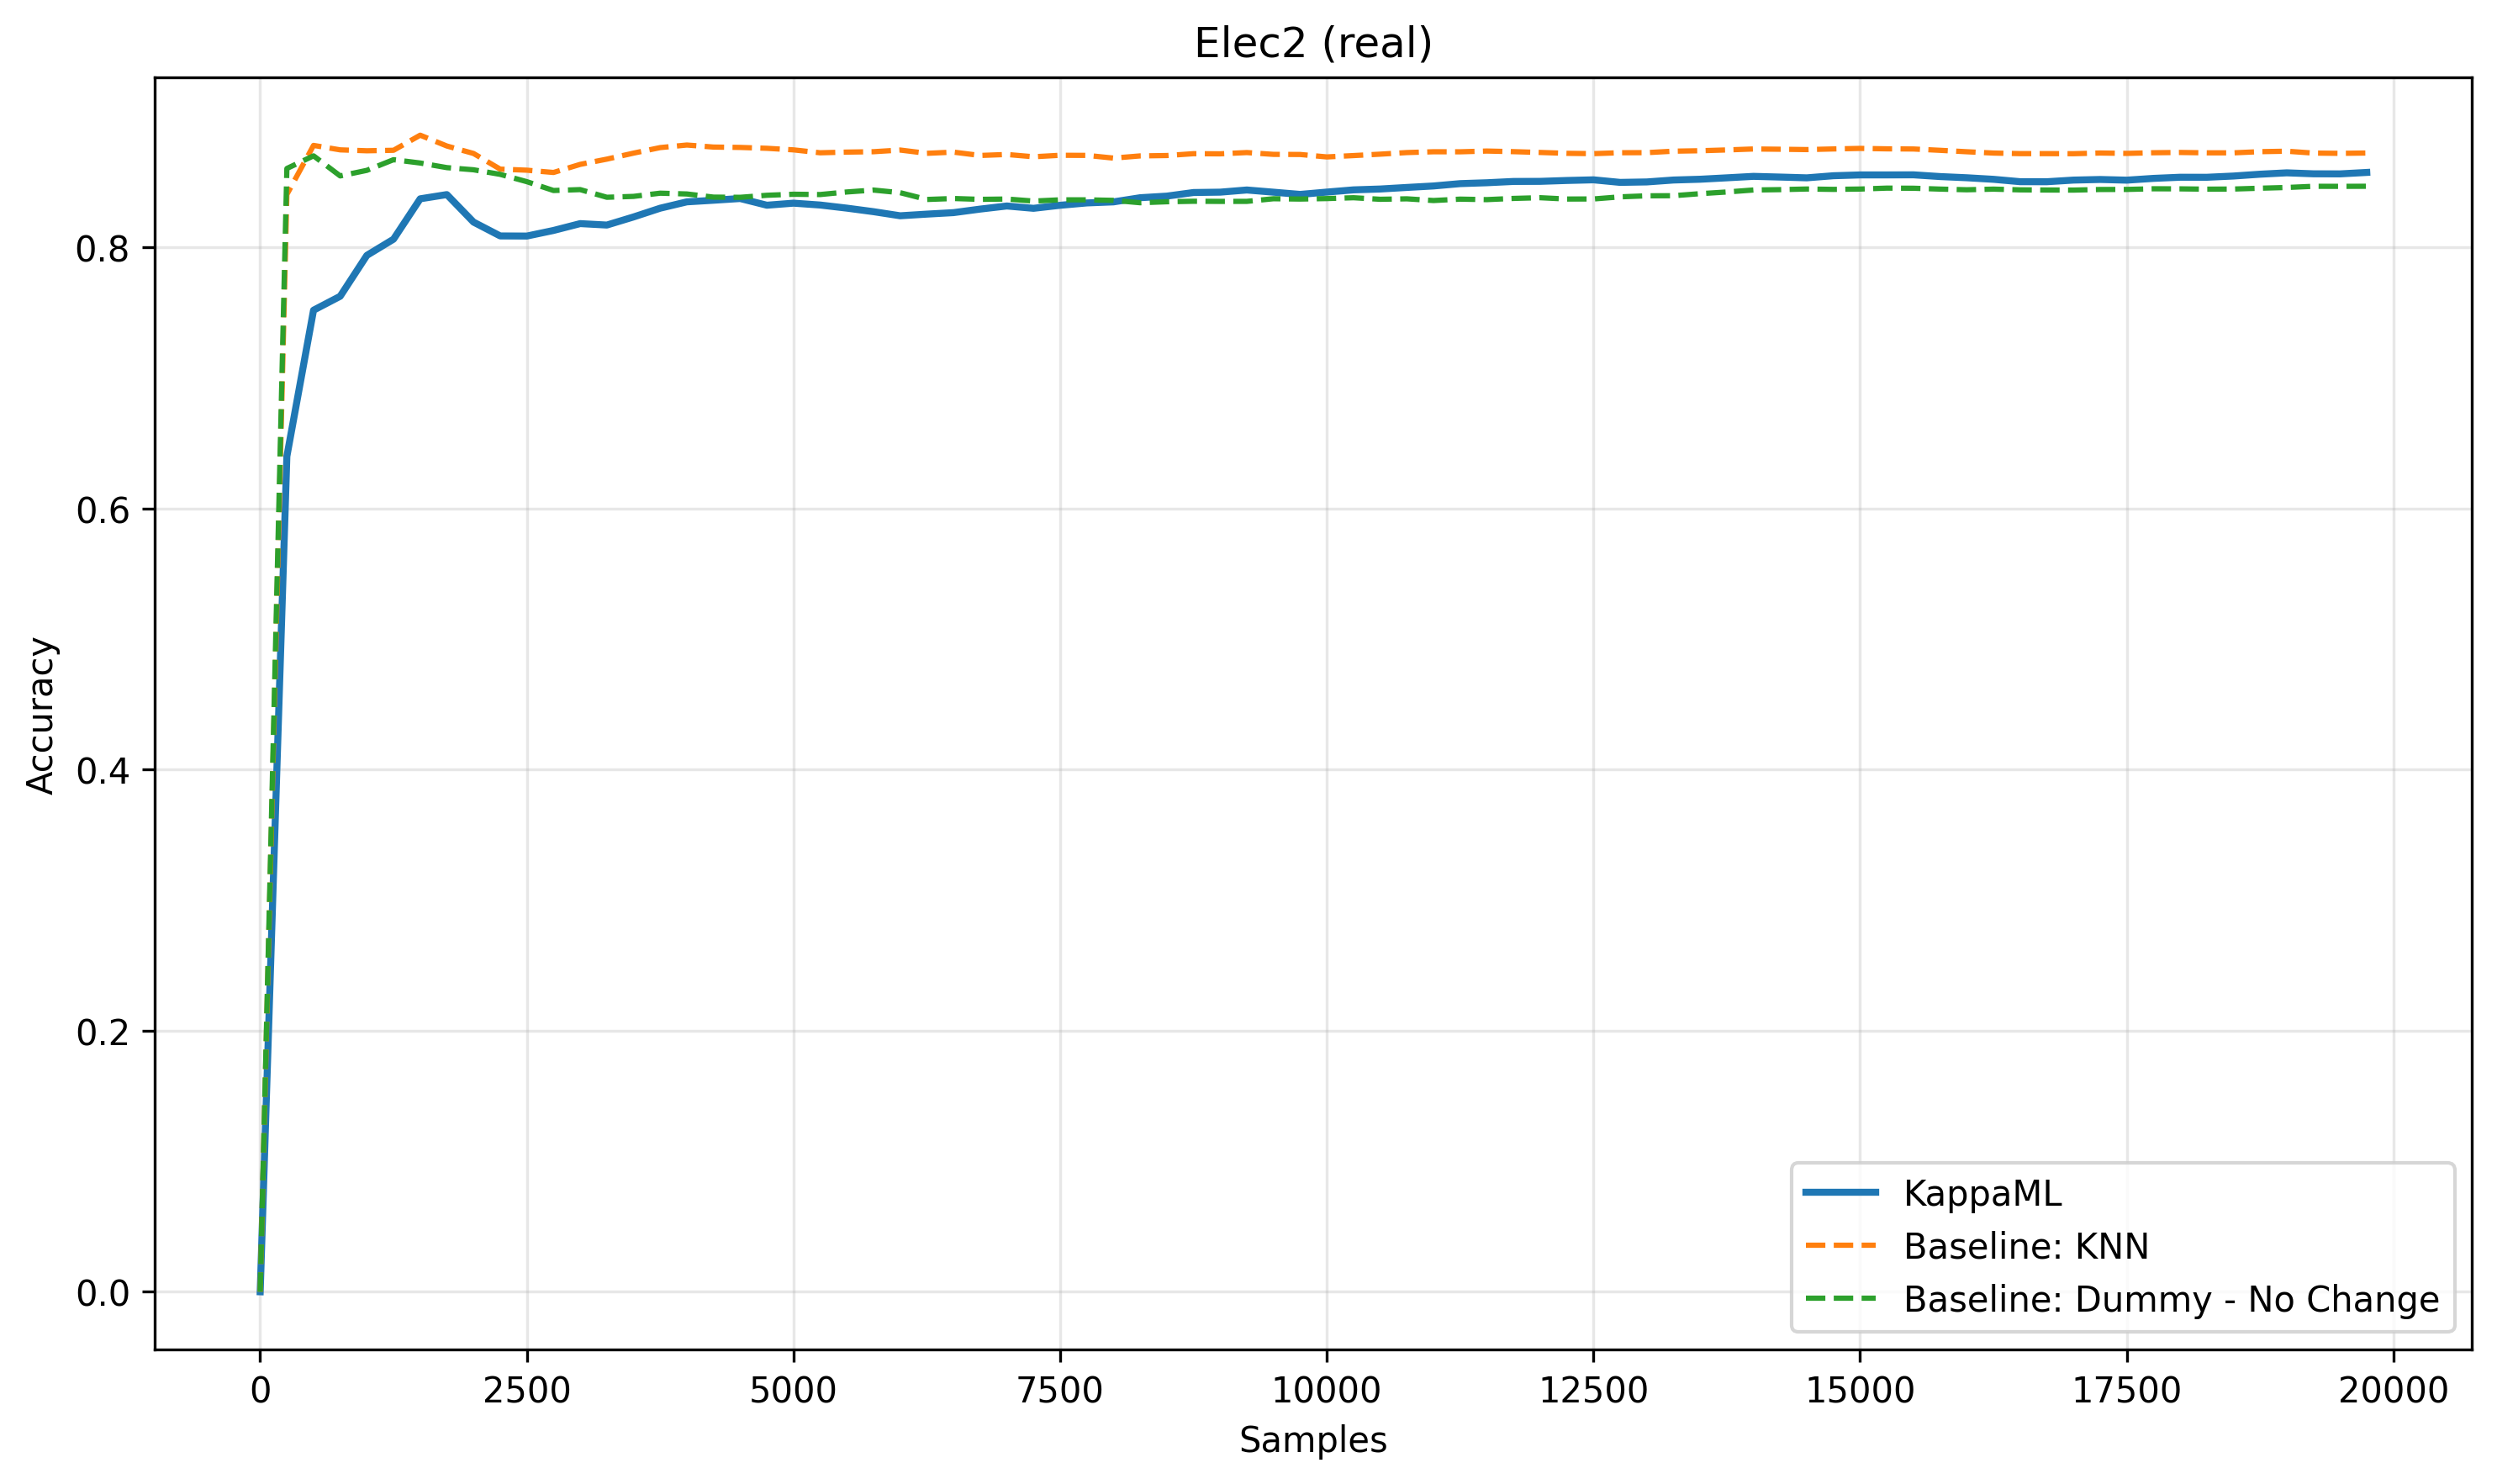 Elec2 (real)
Accuracy
0.8
0.6
0.4
0.2
0.0
0 2500 5000 7500 10000 12500 15000 17500 20000
Samples
KappaML
Baseline: KNN
Baseline: Dummy - No Change